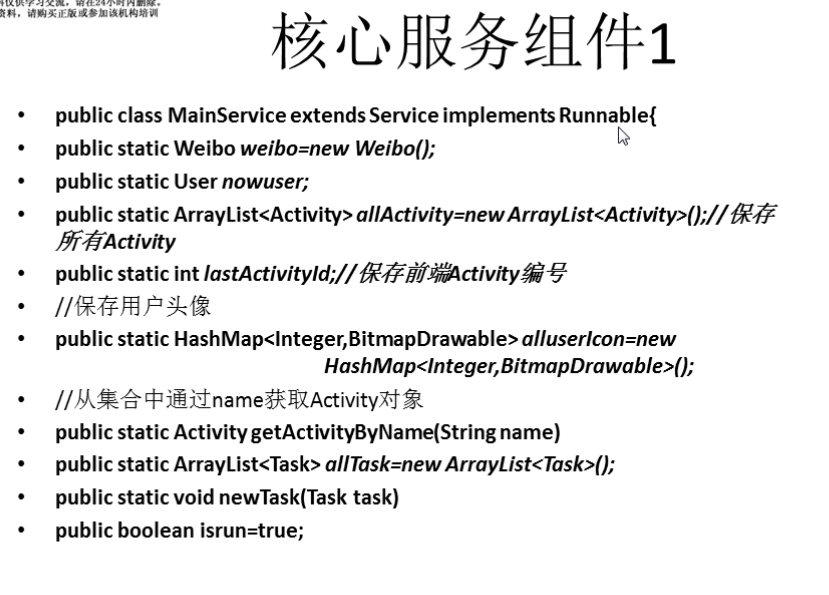 料仅供学习交流，请在24小时内删除。
资料，请购买正版或参加该机构培训
核心服务组件1
• public class MainService extends Service implements Runnable{
• public static Weibo weibo=new Weibo();
• public static User nowuser;
• public static ArrayList<Activity> allActivity=new ArrayList<Activity>();//保存
所有Activity
• public static int lastActivityId;//保存前端Activity编号
• //保存用户头像
• public static HashMap<Integer,BitmapDrawable> alluserIcon=new
HashMap<Integer,BitmapDrawable>();
• //从集合中通过name获取Activity对象
• public static Activity getActivityByName(String name)
• public static ArrayList<Task> allTask=new ArrayList<Task>();
• public static void newTask(Task task)
• public boolean isrun=true;